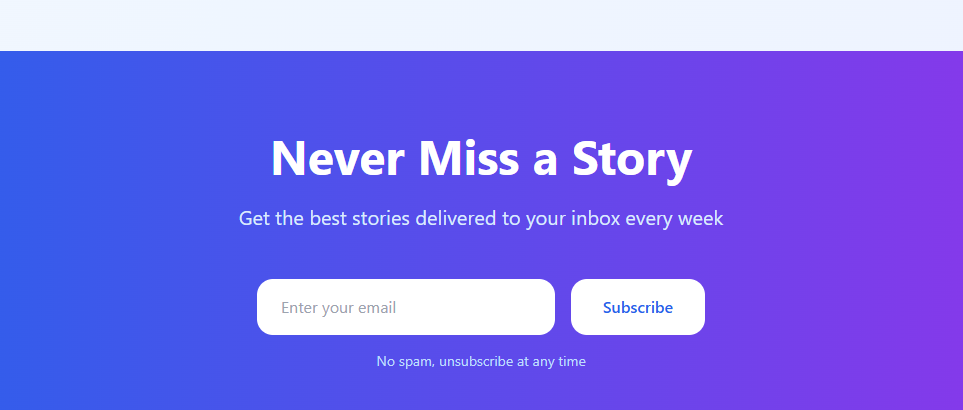 Never Miss a Story
Get the best stories delivered to your inbox every week
Enter your email
Subscribe
No spam, unsubscribe at any time